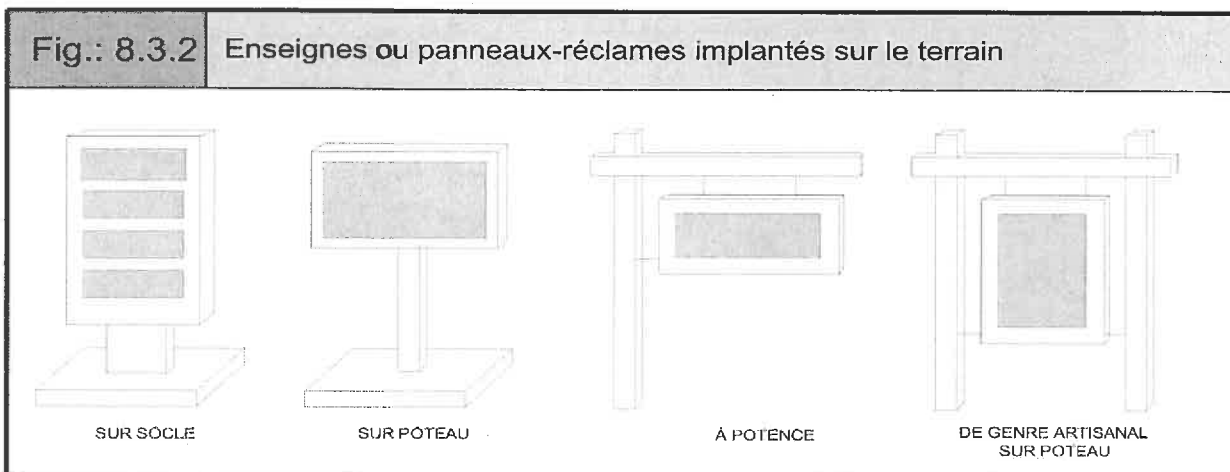 Fig.: 8.3.2
Enseignes ou panneaux-réclames implantés sur le terrain
SUR SOCLE
SUR POTEAU
À POTENCE
DE GENRE ARTISANAL
SUR POTEAU